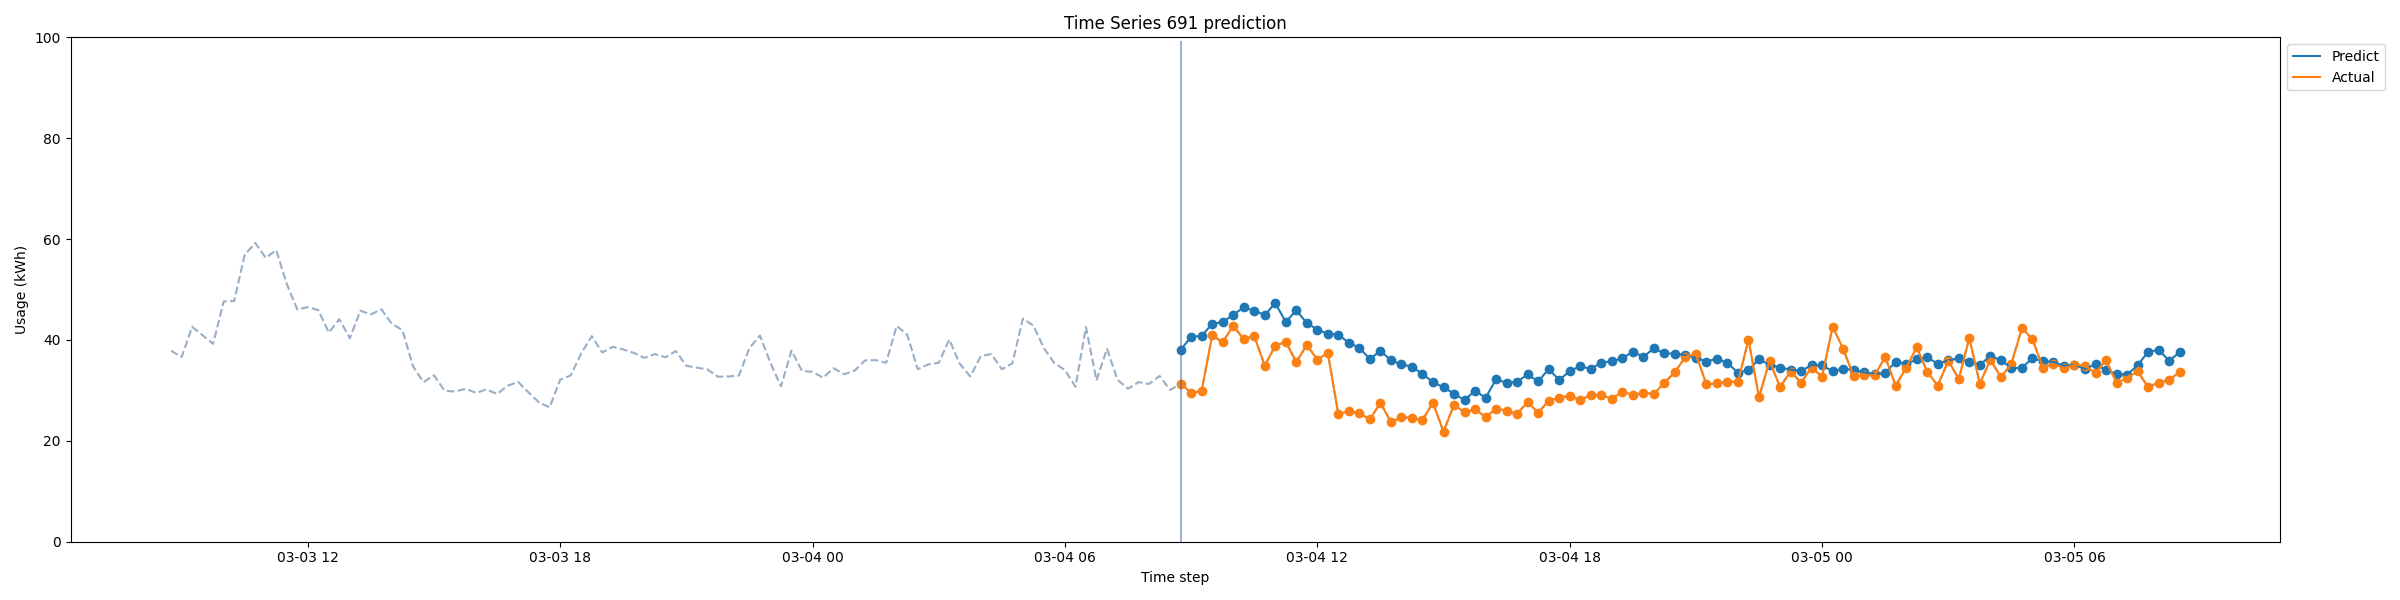 Time Series 691 prediction
100
80
60
40
20
0
Usage (kWh)
03-03 12
03-03 18
03-04 00
03-04 06
03-04 12
03-04 18
03-05 00
03-05 06
Time step
Predict
Actual